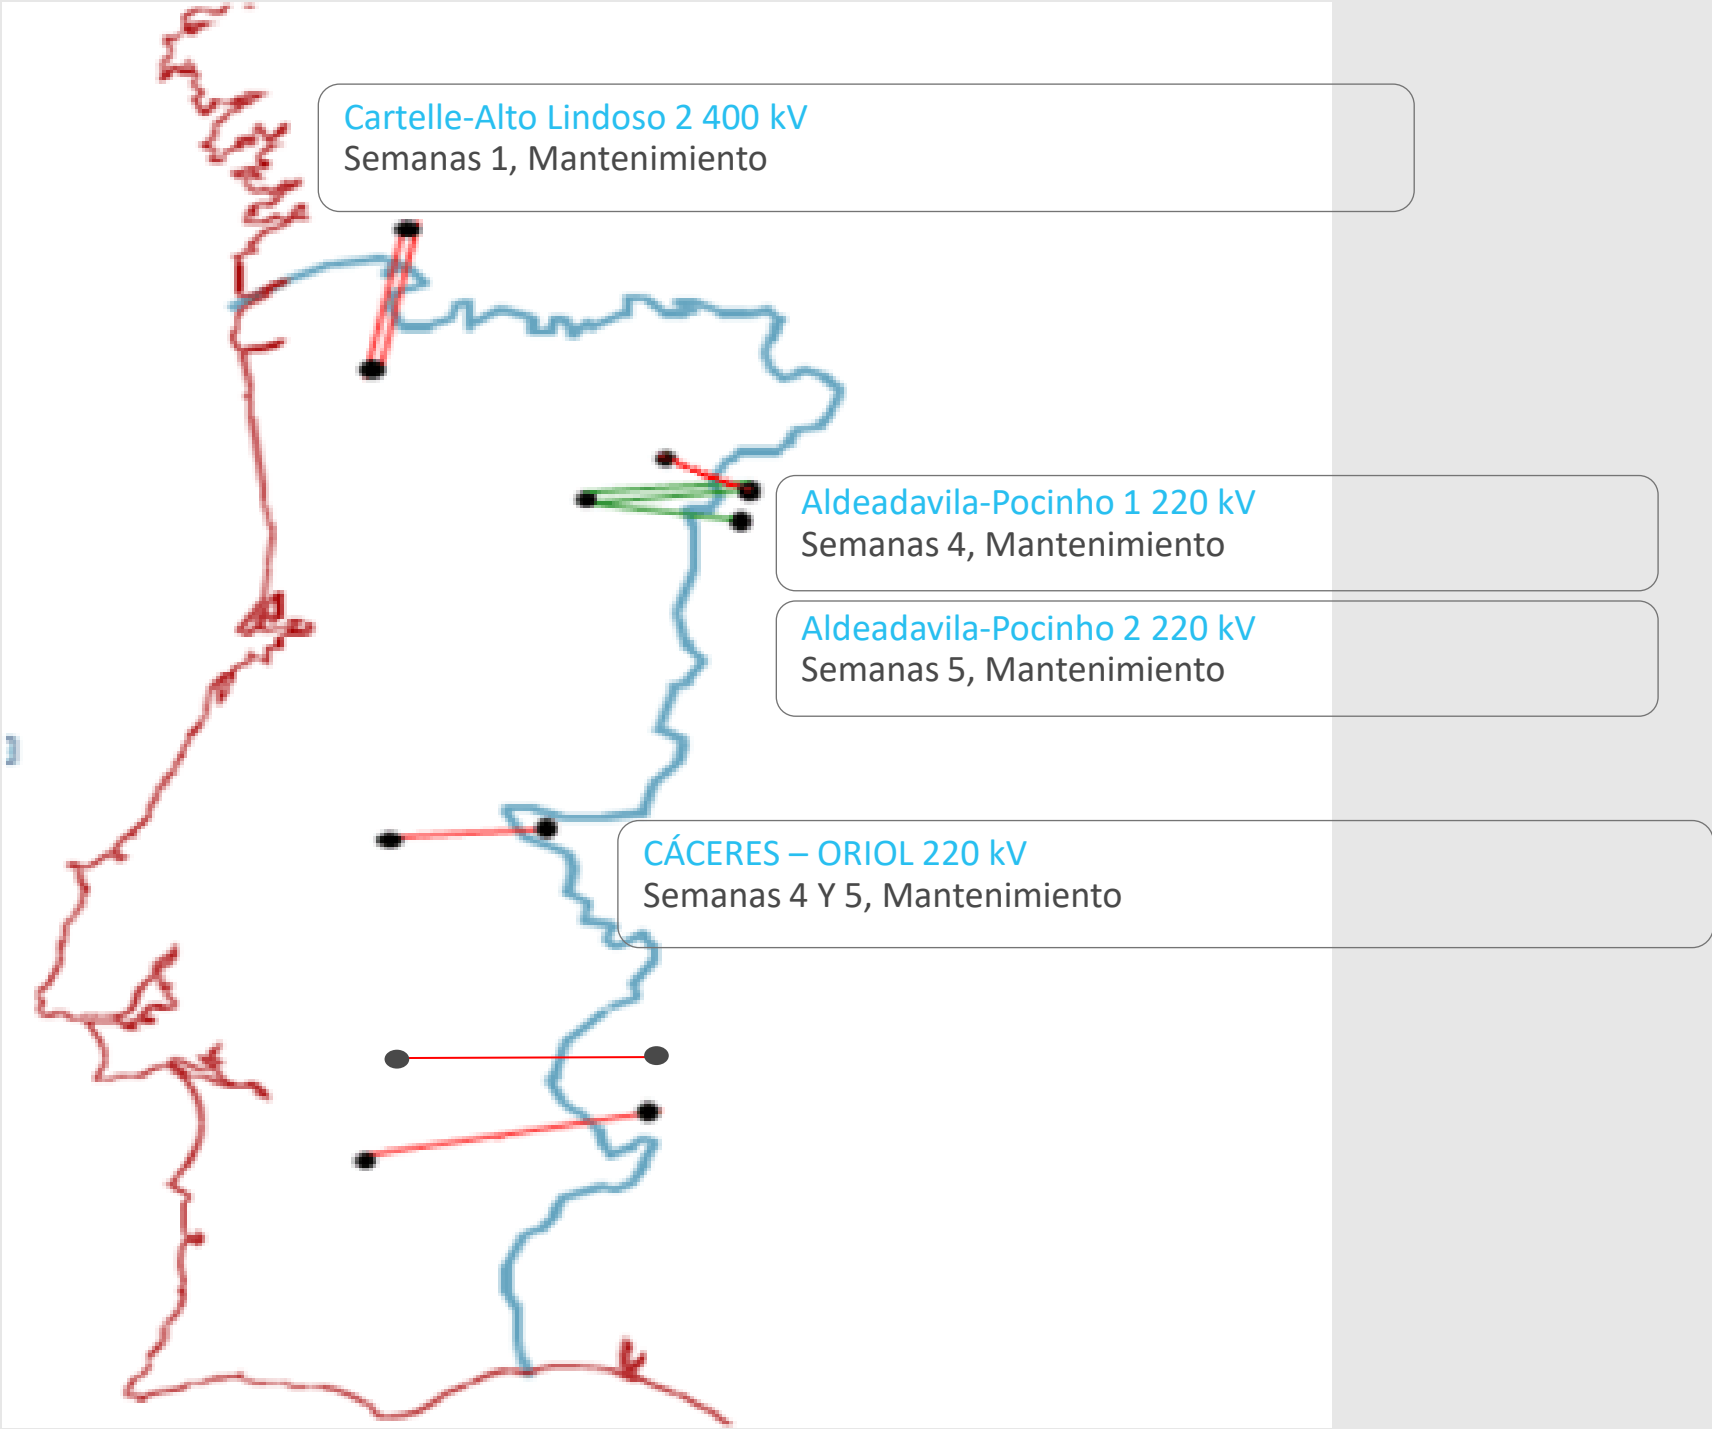 Cartelle-Alto Lindoso 2 400 kV
Semanas 1, Mantenimiento
Aldeadavila-Pocinho 1 220 kV
Semanas 4, Mantenimiento
Aldeadavila-Pocinho 2 220 kV
Semanas 5, Mantenimiento
CÁCERES – ORIOL 220 kV
Semanas 4 Y 5, Mantenimiento